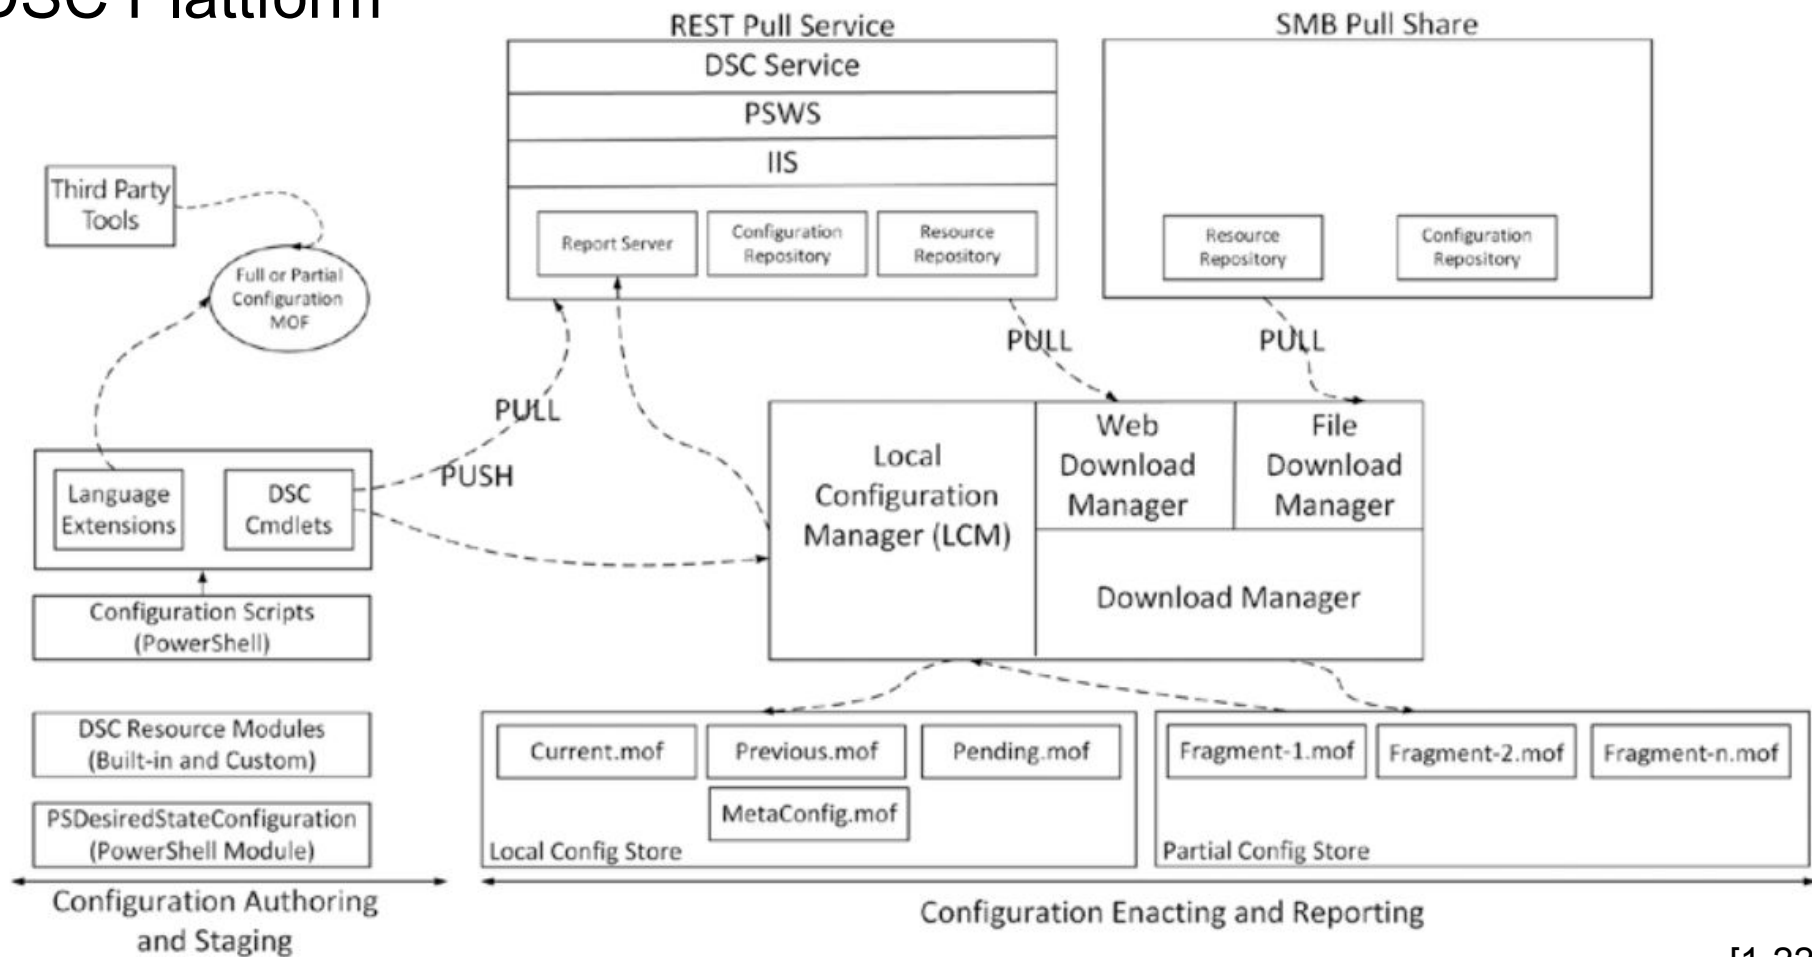 DSC Platform
REST Pull Service
SMB Pull Share
DSC Service
PSWS
IIS
Report Server
Configuration
Repository
Resource
Repository
Resource
Repository
Configuration
Repository
Third Party
Tools
Full or Partial
Configuration
MOF
PULL
PULL
PULL
PUSH
Language
Extensions
DSC
Cmdlets
Local
Configuration
Manager (LCM)
Web
Download
Manager
File
Download
Manager
Download Manager
Configuration Scripts
(PowerShell)
DSC Resource Modules
(Built-in and Custom)
PSDesiredStateConfiguration
(PowerShell Module)
Current.mof
Previous.mof
Pending.mof
MetaConfig.mof
Local Config Store
Fragment-1.mof
Fragment-2.mof
Fragment-n.mof
Partial Config Store
Configuration Authoring
and Staging
Configuration Enacting and Reporting